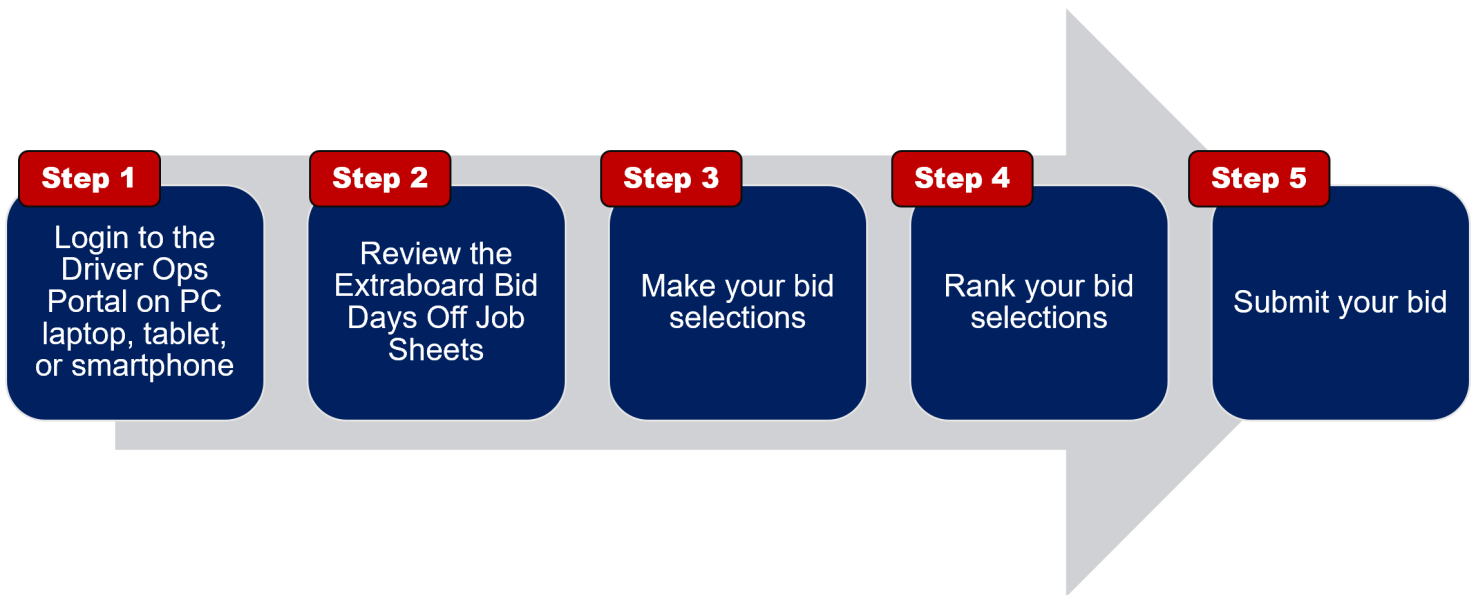 Step 1
Login to the
Driver Ops
Portal on PC
laptop, tablet,
or smartphone
Step 2
Review the
Extraboard Bid
Days Off Job
Sheets
Step 3
Make your bid
selections
Step 4
Rank your bid
selections
Step 5
Submit your bid